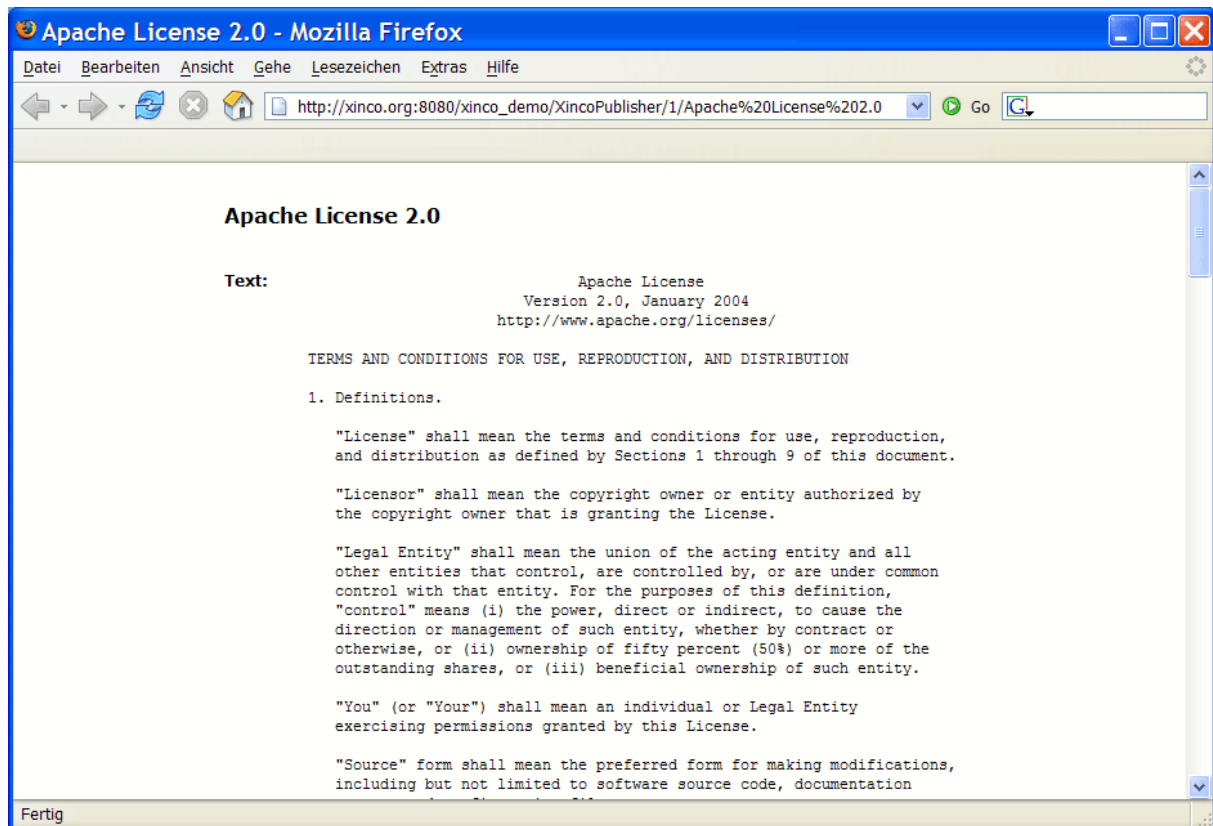 Apache License 2.0 - Mozilla Firefox
Datei Bearbeiten Ansicht Gehe Lesezeichen Extras Hilfe
http://xinco.org:8080/xinco_demo/XincoPublisher/1/Apache%20License%202.0 Go G
Apache License 2.0
Text: Apache License
Version 2.0, January 2004
http://www.apache.org/licenses/
TERMS AND CONDITIONS FOR USE, REPRODUCTION, AND DISTRIBUTION
1. Definitions.
"License" shall mean the terms and conditions for use, reproduction,
and distribution as defined by Sections 1 through 9 of this document.
"Licensor" shall mean the copyright owner or entity authorized by
the copyright owner that is granting the License.
"Legal Entity" shall mean the union of the acting entity and all
other entities that control, are controlled by, or are under common
control with that entity. For the purposes of this definition,
"control" means (i) the power, direct or indirect, to cause the
direction or management of such entity, whether by contract or
otherwise, or (ii) ownership of fifty percent (50%) or more of the
outstanding shares, or (iii) beneficial ownership of such entity.
"You" (or "Your") shall mean an individual or Legal Entity
exercising permissions granted by this License.
"Source" form shall mean the preferred form for making modifications,
including but not limited to software source code, documentation
Fertig